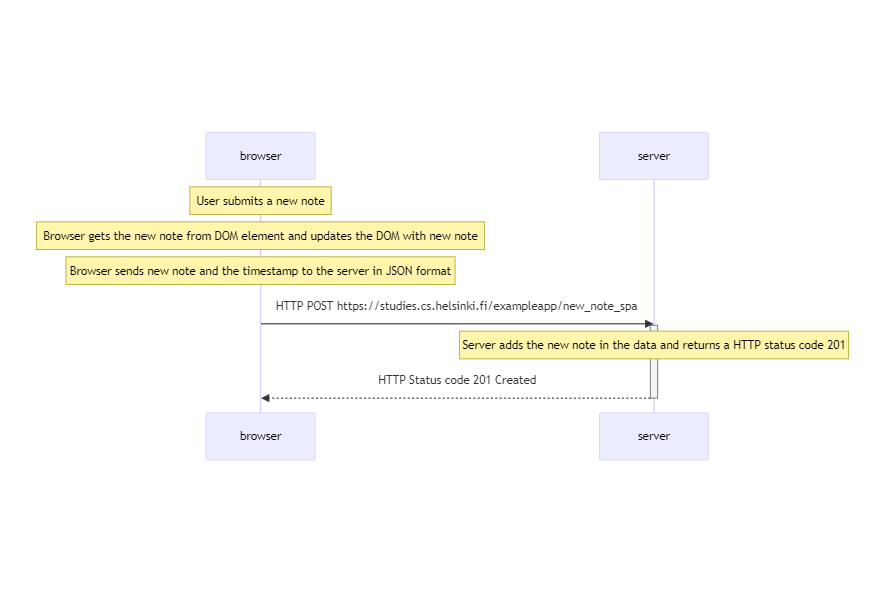 browser
server
User submits a new note
Browser gets the new note from DOM element and updates the DOM with new note
Browser sends new note and the timestamp to the server in JSON format
HTTP POST https://studies.cs.helsinki.fi/exampleapp/new_note_spa
Server adds the new note in the data and returns a HTTP status code 201
HTTP Status code 201 Created
browser
server